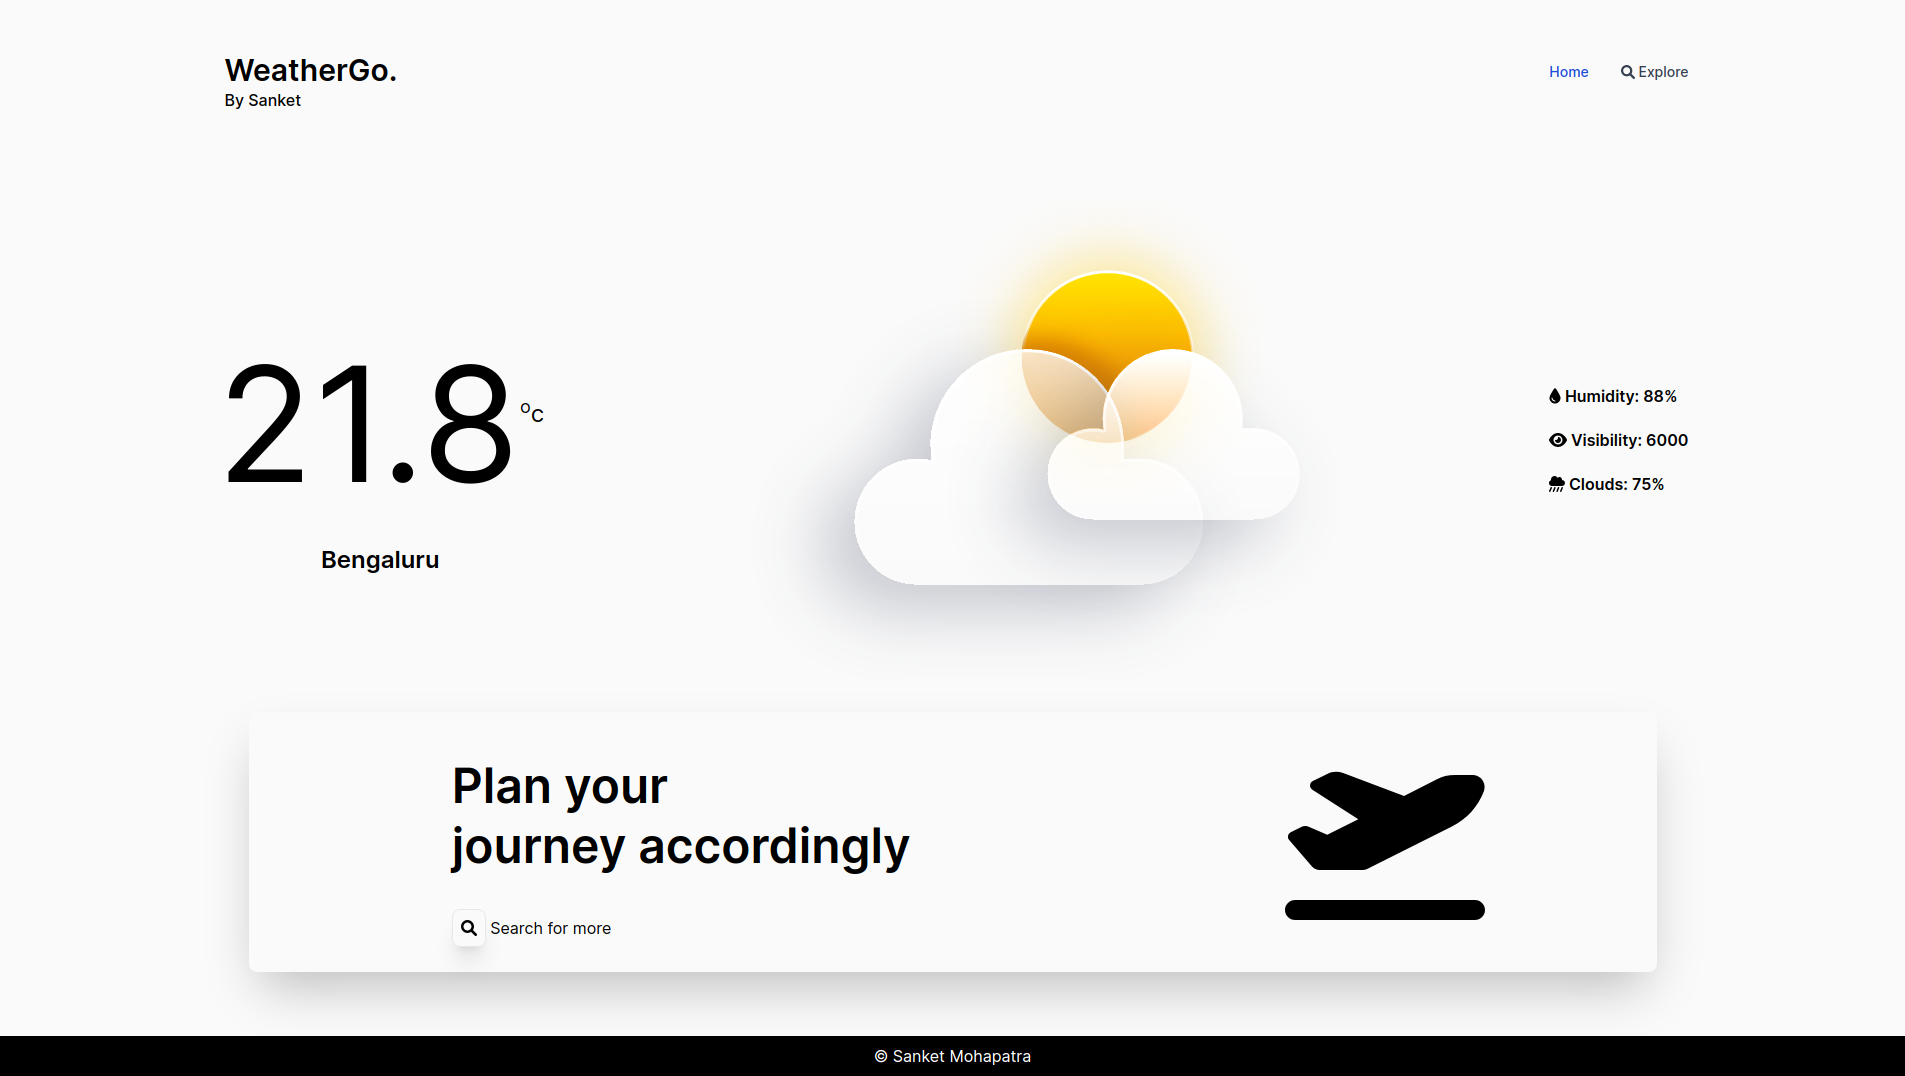 WeatherGo.
By Sanket
Home
Explore
21.8
oC
Bengaluru
Humidity: 88%
Visibility: 6000
Clouds: 75%
Plan your
journey accordingly
Search for more
© Sanket Mohapatra